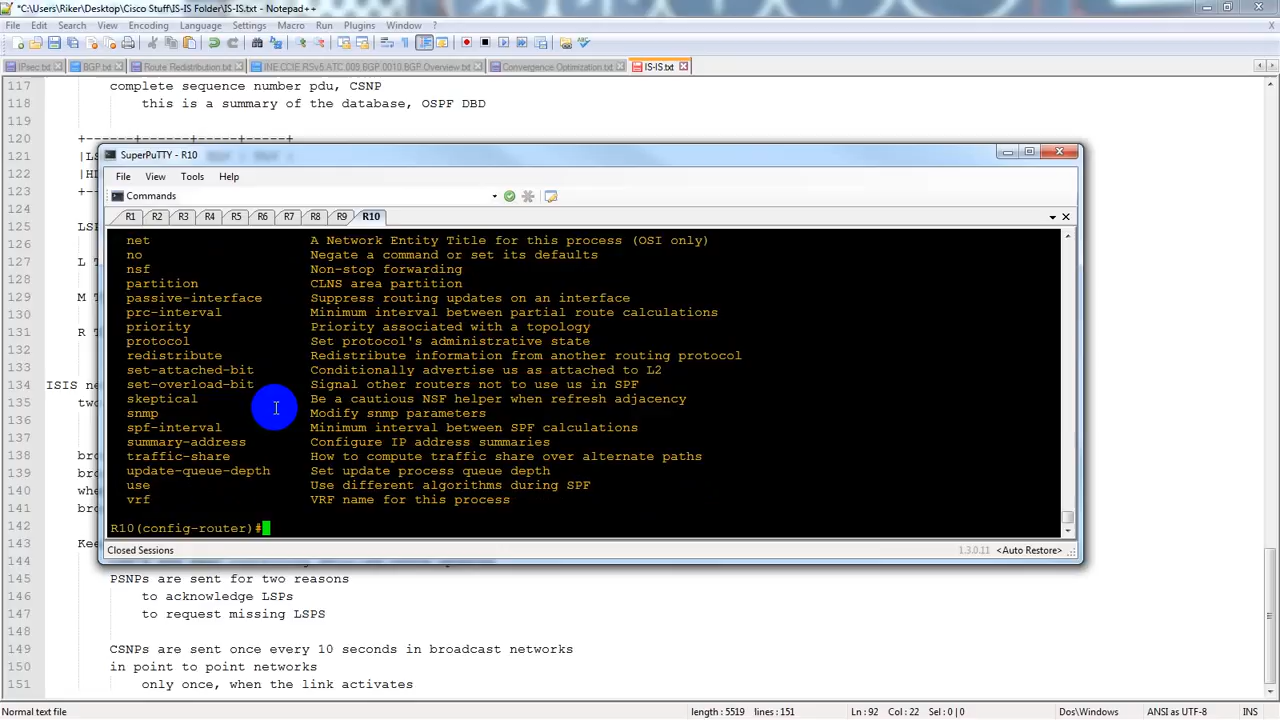 *C:\Users\Riker\Desktop\Cisco Stuff\IS-IS Folder\IS-IS.txt - Notepad++
File Edit Search View Encoding Language Settings Macro Run Plugins Window ?
IPsec.txt BGP.txt Route Redistribution.txt INE.CCIE.RSv5.ATC.009.BGP.0010.BGP.Overview.txt Convergence Optimization.txt IS-IS.txt
117 complete sequence number pdu, CSNP
118 this is a summary of the database, OSPF DBD
119
120 +------+------+-----+-----+
121 |LS
122 |HE
123 +--
124
125 LSP
126
127 L T
128
129 M T
130
131 R T
132
133
134 ISIS ne
135 two
136
137
138 bro
139 bro
140 whe
141 bro
142
143 Kee
144
145 PSNPs are sent for two reasons
146 to acknowledge LSPs
147 to request missing LSPS
148
149 CSNPs are sent once every 10 seconds in broadcast networks
150 in point to point networks
151 only once, when the link activates
SuperPuTTY - R10
File View Tools Help
Commands
R1 R2 R3 R4 R5 R6 R7 R8 R9 R10
net A Network Entity Title for this process (OSI only)
no Negate a command or set its defaults
nsf Non-stop forwarding
partition CLNS area partition
passive-interface Suppress routing updates on an interface
prc-interval Minimum interval between partial route calculations
priority Priority associated with a topology
protocol Set protocol's administrative state
redistribute Redistribute information from another routing protocol
set-attached-bit Conditionally advertise us as attached to L2
set-overload-bit Signal other routers not to use us in SPF
skeptical Be a cautious NSF helper when refresh adjacency
snmp Modify snmp parameters
spf-interval Minimum interval between SPF calculations
summary-address Configure IP address summaries
traffic-share How to compute traffic share over alternate paths
update-queue-depth Set update process queue depth
use Use different algorithms during SPF
vrf VRF name for this process
R10(config-router)#
Closed Sessions 1.3.0.11 <Auto Restore>
Normal text file length : 5519 lines : 151 Ln : 92 Col : 22 Sel : 0 | 0 Dos\Windows ANSI as UTF-8 INS